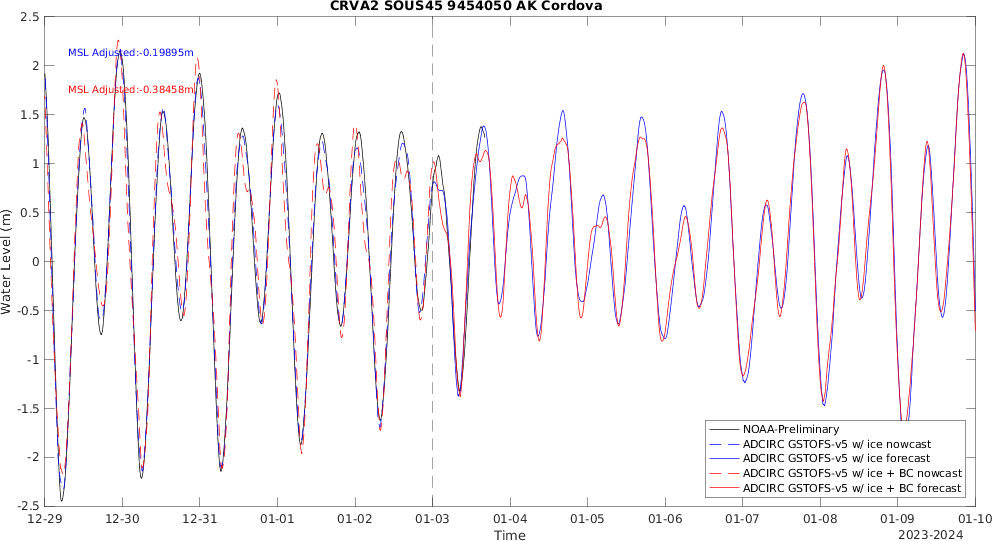 CRVA2 SOUS45 9454050 AK Cordova
2.5
2
1.5
1
0.5
0
-0.5
-1
-1.5
-2
-2.5
Water Level (m)
MSL Adjusted:-0.19895m
MSL Adjusted:-0.38458m
NOAA-Preliminary
ADCIRC GSTOFS-v5 w/ ice nowcast
ADCIRC GSTOFS-v5 w/ ice forecast
ADCIRC GSTOFS-v5 w/ ice + BC nowcast
ADCIRC GSTOFS-v5 w/ ice + BC forecast
12-29 12-30 12-31 01-01 01-02 01-03 01-04 01-05 01-06 01-07 01-08 01-09 01-10
Time
2023-2024